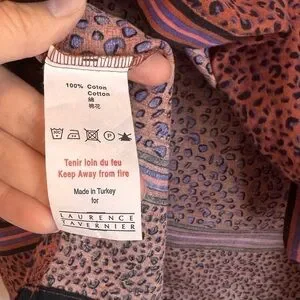 100% Coton
Cotton
綿
棉花
Tenir loin du feu
Keep Away from fire
Made in Turkey
for
LAURENCE
TAVERNIER